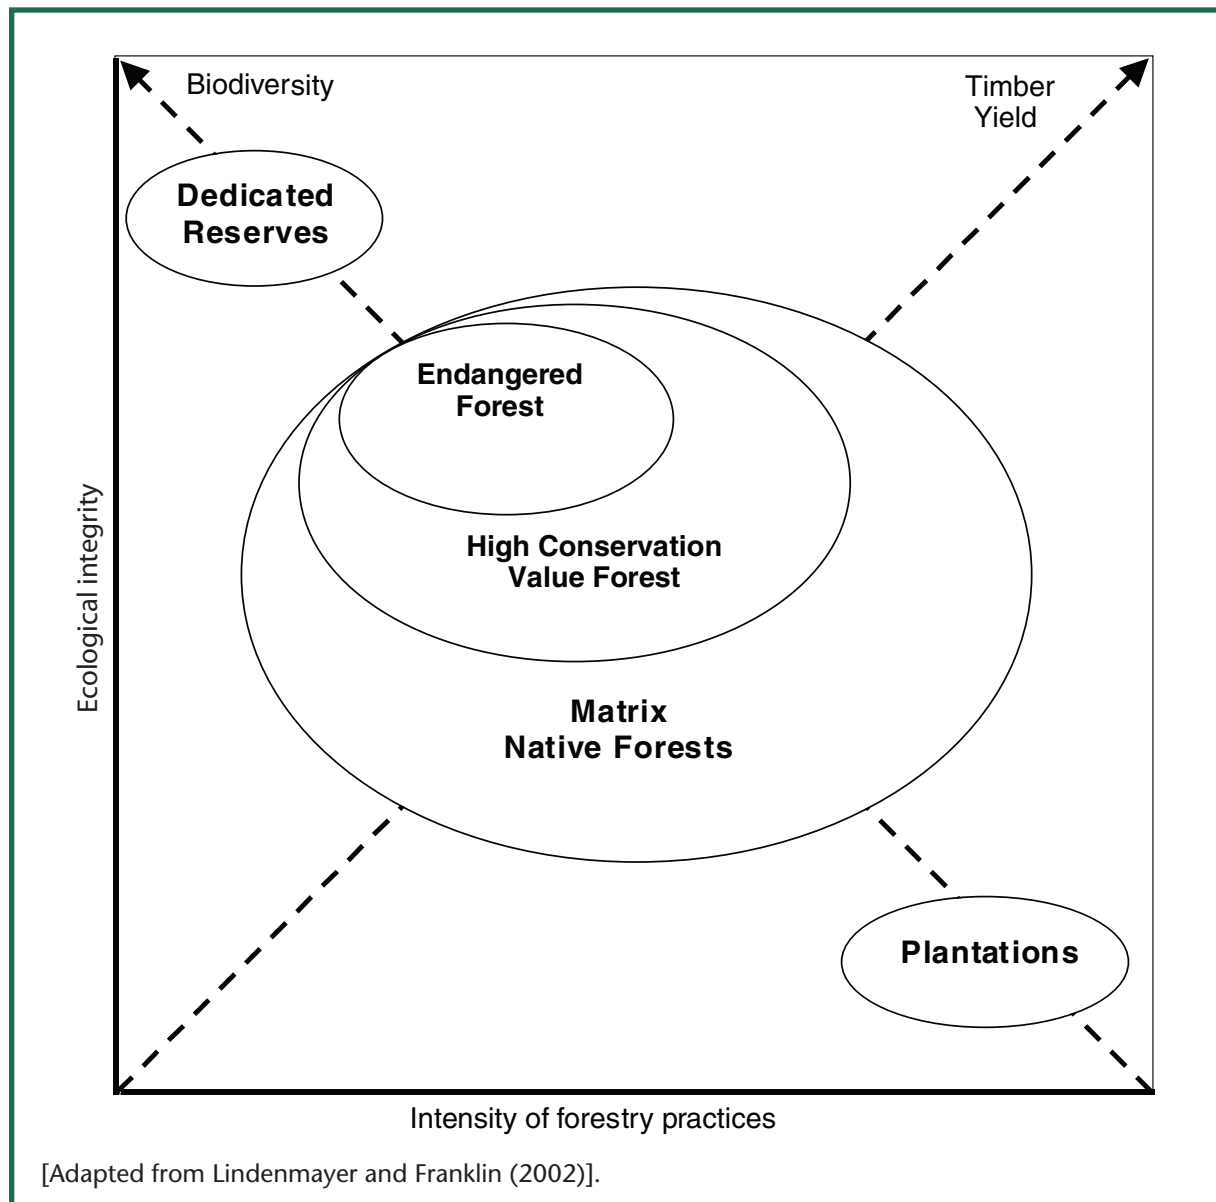 Biodiversity
Timber
Yield
Dedicated
Reserves
Endangered
Forest
High Conservation
Value Forest
Matrix
Native Forests
Plantations
Ecological integrity
Intensity of forestry practices
[Adapted from Lindenmayer and Franklin (2002)].